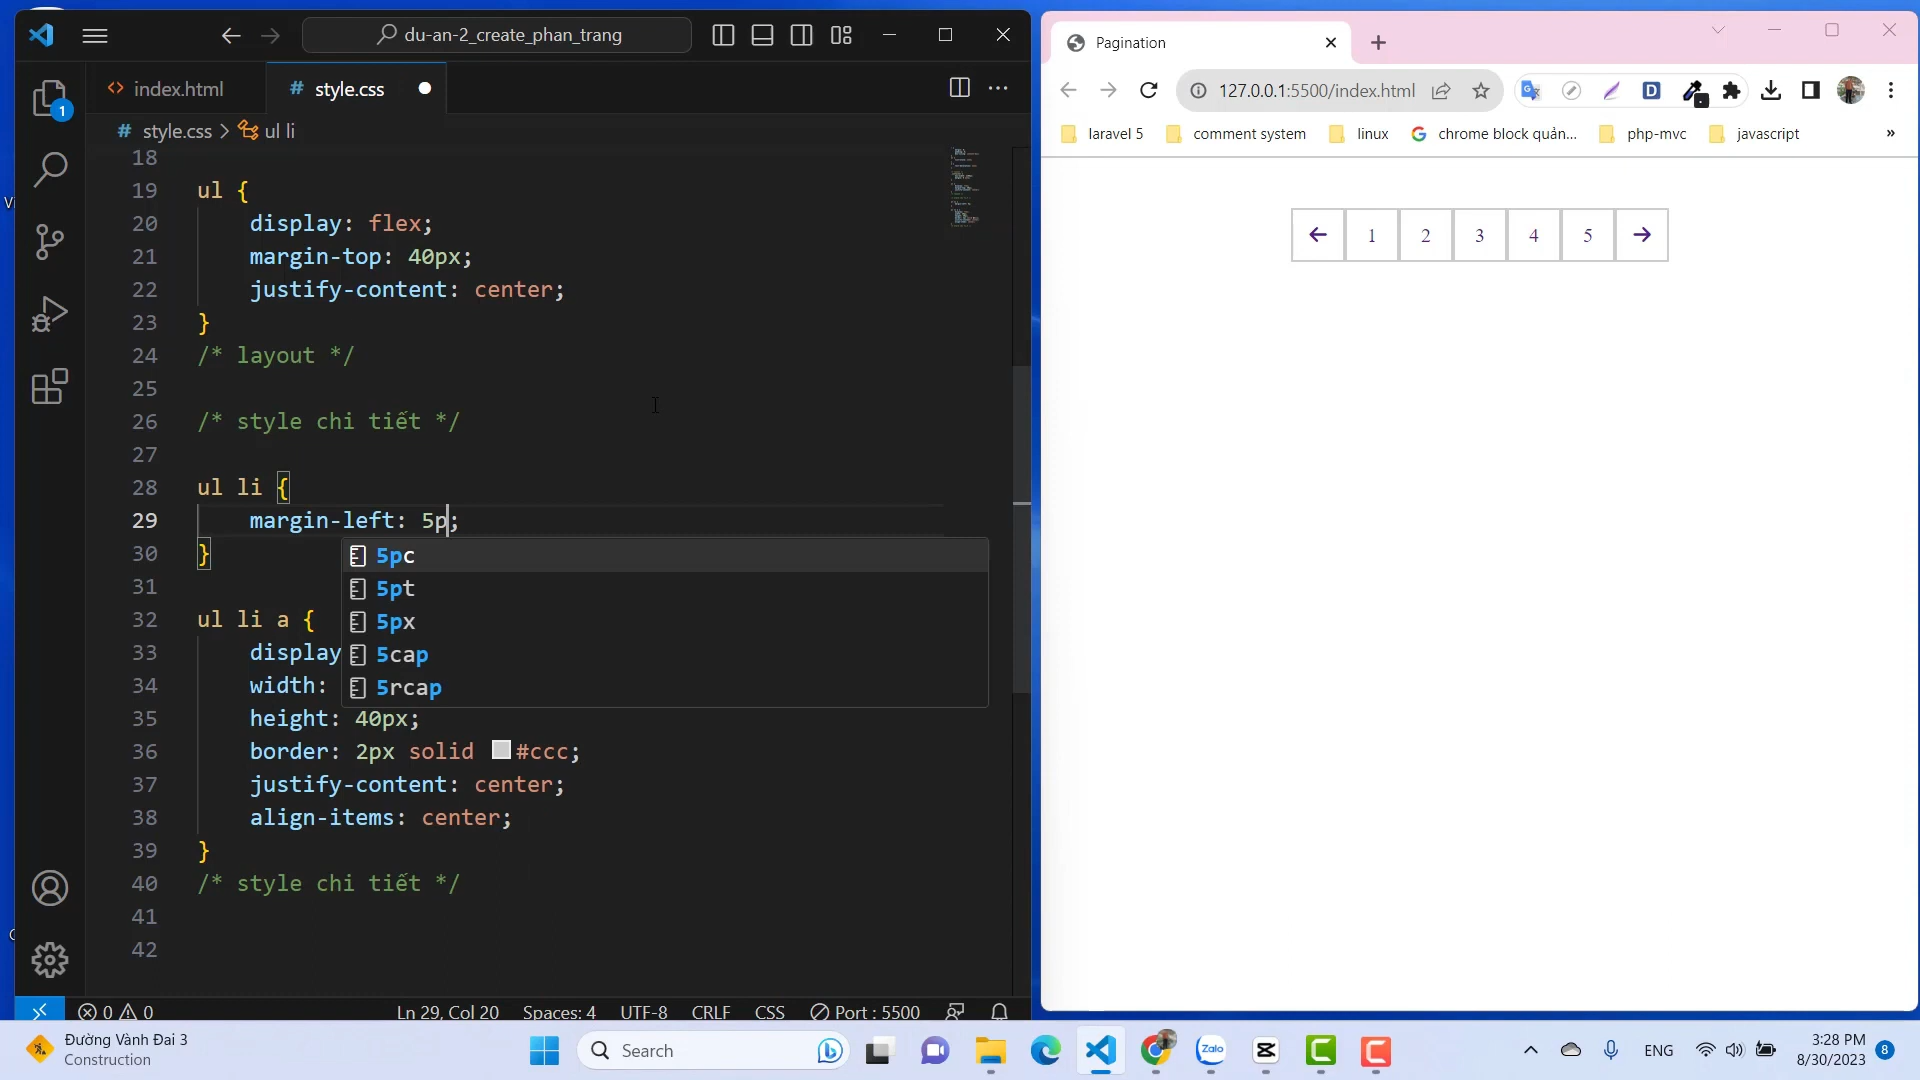 du-an-2_create_phan_trang
index.html
# style.css
# style.css > ul li
18
19 ul {
20 display: flex;
21 margin-top: 40px;
22 justify-content: center;
23 }
24 /* layout */
25
26 /* style chi tiết */
27
28 ul li {
29 margin-left: 5p;
30 }
31
32 ul li a {
33 display
34 width:
35 height: 40px;
36 border: 2px solid #ccc;
37 justify-content: center;
38 align-items: center;
39 }
40 /* style chi tiết */
41
42
5pc
5pt
5px
5cap
5rcap
1
0 0
Ln 29, Col 20 Spaces: 4 UTF-8 CRLF CSS Port : 5500
Pagination
127.0.0.1:5500/index.html
D
laravel 5 comment system linux chrome block quản... php-mvc javascript »
← 1 2 3 4 5 →
Đường Vành Đai 3
Construction
Search
Zalo
ENG
3:28 PM
8/30/2023
8